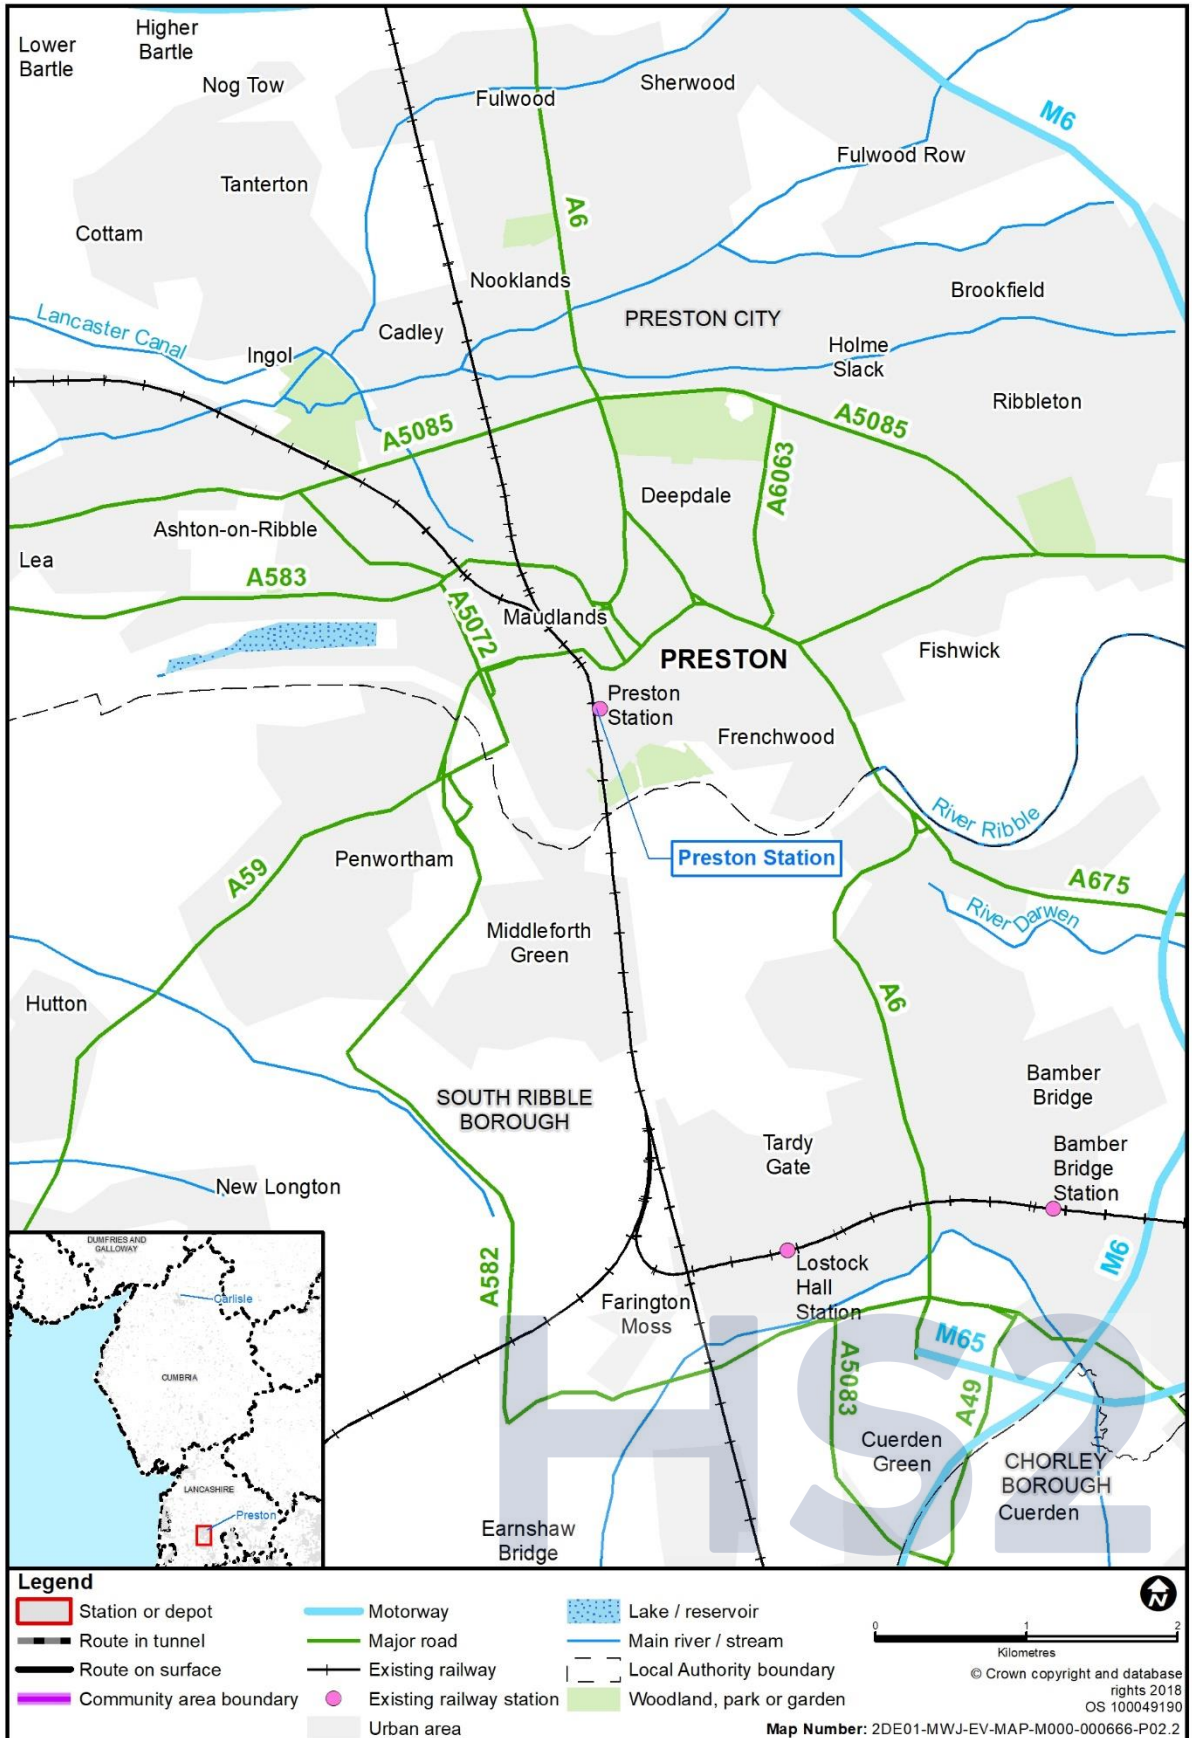 Lower
Bartle
Higher
Bartle
Nog Tow
Fulwood
Sherwood
M6
Fulwood Row
Tanterton
A6
Cottam
Nooklands
Brookfield
Lancaster Canal
PRESTON CITY
Cadley
Ingol
Holme
Slack
Ribbleton
A5085
A5085
A6063
Deepdale
Ashton-on-Ribble
Lea
A583
A5072
Maudlands
PRESTON
Fishwick
Preston
Station
Frenchwood
River Ribble
Penwortham
Preston Station
A59
A675
River Darwen
Middleforth
Green
A6
Hutton
Bamber
Bridge
SOUTH RIBBLE
BOROUGH
Tardy
Gate
Bamber
Bridge
Station
New Longton
A582
M6
Lostock
Hall
Station
Farington
Moss
M65
A5083
A49
HS2
Cuerden
Green
CHORLEY
BOROUGH
Cuerden
Earnshaw
Bridge
DUMFRIES AND
GALLOWAY
Carlisle
CUMBRIA
LANCASHIRE
Preston
Legend
Station or depot
Route in tunnel
Route on surface
Community area boundary
Motorway
Major road
Existing railway
Existing railway station
Urban area
Lake / reservoir
Main river / stream
Local Authority boundary
Woodland, park or garden
N
0 1 2
Kilometres
© Crown copyright and database
rights 2018
OS 100049190
Map Number: 2DE01-MWJ-EV-MAP-M000-000666-P02.2